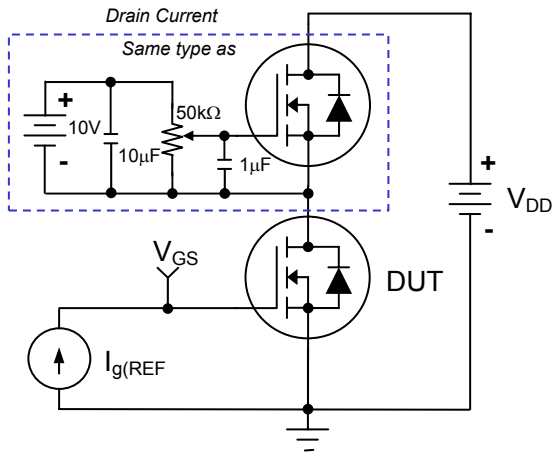 Drain Current
Same type as
+
10V
-
10μF
50kΩ
1μF
+
V_DD
-
V_GS
DUT
I_g(REF